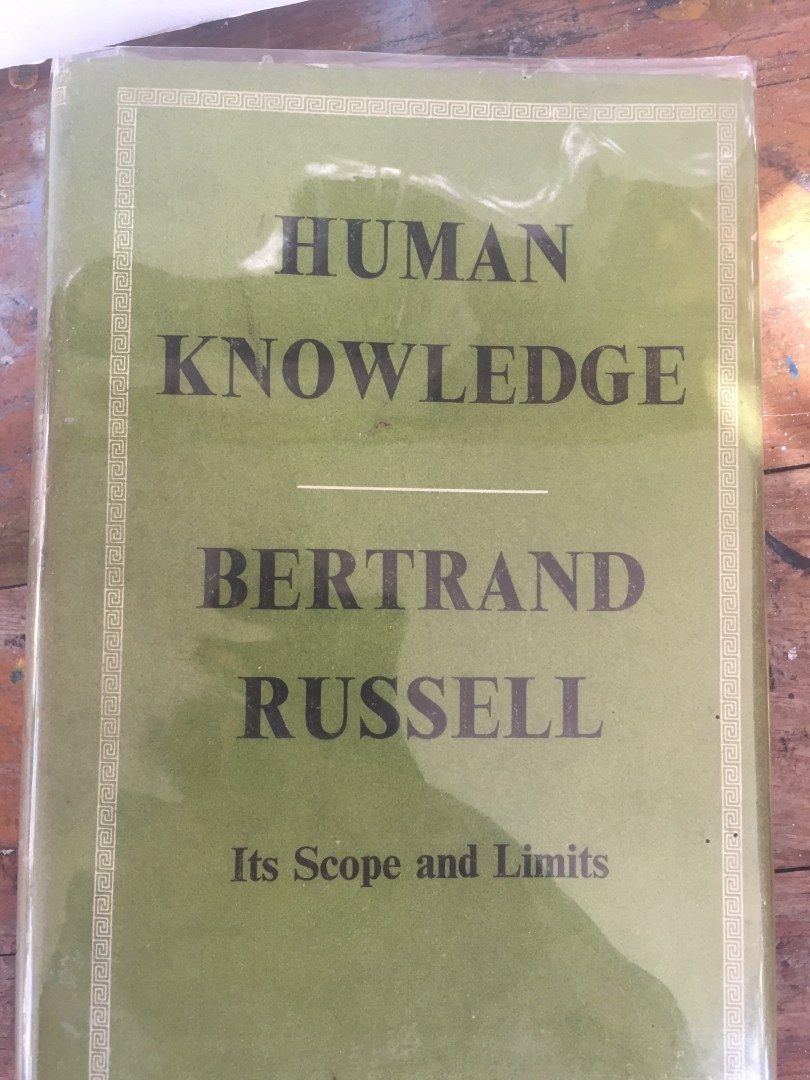 HUMAN
KNOWLEDGE
BERTRAND
RUSSELL
Its Scope and Limits